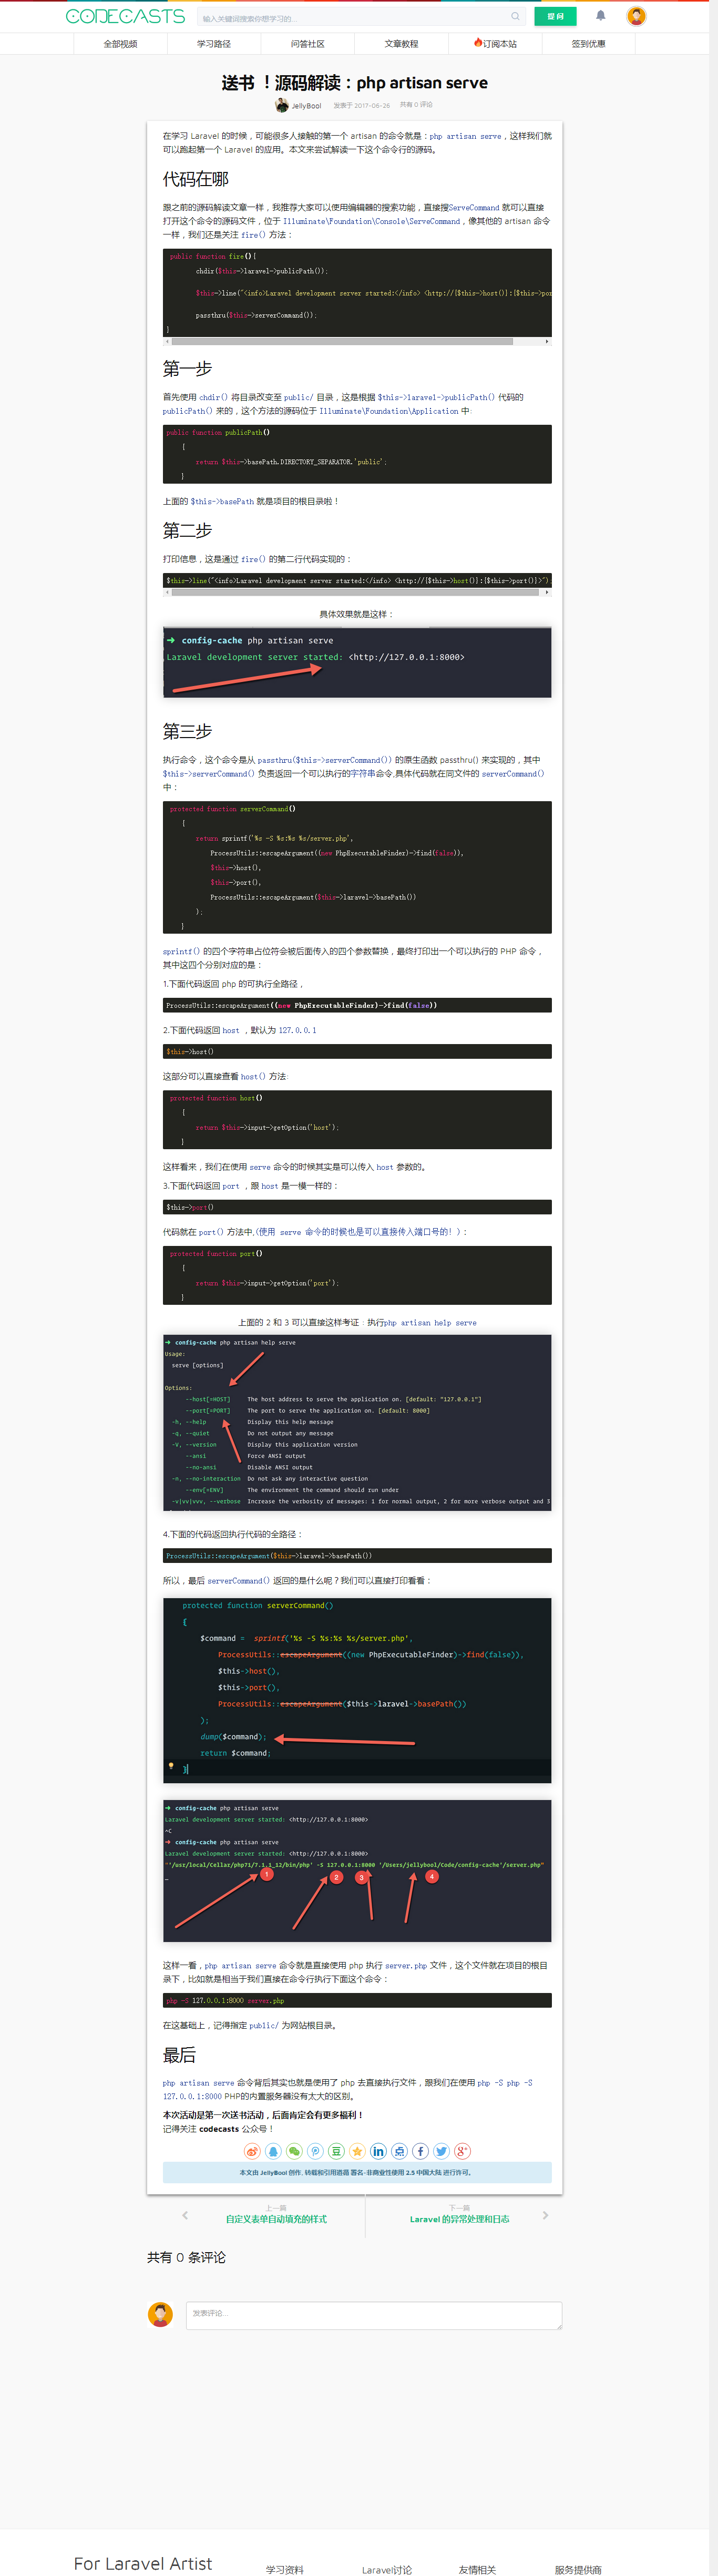 CODECASTS
输入关键词搜索你想学习的...
提 问
全部视频
学习路径
问答社区
文章教程
订阅本站
签到优惠
送书 ！源码解读：php artisan serve
JellyBool 发表于 2017-06-26 共有 0 评论
在学习 Laravel 的时候，可能很多人接触的第一个 artisan 的命令就是：php artisan serve，这样我们就
可以跑起第一个 Laravel 的应用。本文来尝试解读一下这个命令行的源码。
代码在哪
跟之前的源码解读文章一样，我推荐大家可以使用编辑器的搜索功能，直接搜ServeCommand 就可以直接
打开这个命令的源码文件，位于 Illuminate\Foundation\Console\ServeCommand，像其他的 artisan 命令
一样，我们还是关注 fire() 方法：
public function fire(){
chdir($this->laravel->publicPath());
$this->line("<info>Laravel development server started:</info> <http://{$this->host()}:{$this->por
passthru($this->serverCommand());
}
第一步
首先使用 chdir() 将目录改变至 public/ 目录，这是根据 $this->laravel->publicPath() 代码的
publicPath() 来的，这个方法的源码位于 Illuminate\Foundation\Application 中:
public function publicPath()
{
return $this->basePath.DIRECTORY_SEPARATOR.'public';
}
上面的 $this->basePath 就是项目的根目录啦！
第二步
打印信息，这是通过 fire() 的第二行代码实现的：
$this->line("<info>Laravel development server started:</info> <http://{$this->host()}:{$this->port()}>");
具体效果就是这样：
➜ config-cache php artisan serve
Laravel development server started: <http://127.0.0.1:8000>
第三步
执行命令，这个命令是从 passthru($this->serverCommand()) 的原生函数 passthru() 来实现的，其中
$this->serverCommand() 负责返回一个可以执行的字符串命令,具体代码就在同文件的 serverCommand()
中：
protected function serverCommand()
{
return sprintf('%s -S %s:%s %s/server.php',
ProcessUtils::escapeArgument((new PhpExecutableFinder)->find(false)),
$this->host(),
$this->port(),
ProcessUtils::escapeArgument($this->laravel->basePath())
);
}
sprintf() 的四个字符串占位符会被后面传入的四个参数替换，最终打印出一个可以执行的 PHP 命令，
其中这四个分别对应的是：
1.下面代码返回 php 的可执行全路径，
ProcessUtils::escapeArgument((new PhpExecutableFinder)->find(false))
2.下面代码返回 host ，默认为 127.0.0.1
$this->host()
这部分可以直接查看 host() 方法:
protected function host()
{
return $this->input->getOption('host');
}
这样看来，我们在使用 serve 命令的时候其实是可以传入 host 参数的。
3.下面代码返回 port ，跟 host 是一模一样的：
$this->port()
代码就在 port() 方法中,(使用 serve 命令的时候也是可以直接传入端口号的！)：
protected function port()
{
return $this->input->getOption('port');
}
上面的 2 和 3 可以直接这样考证：执行php artisan help serve
➜ config-cache php artisan help serve
Usage:
serve [options]
Options:
--host[=HOST] The host address to serve the application on. [default: "127.0.0.1"]
--port[=PORT] The port to serve the application on. [default: 8000]
-h, --help Display this help message
-q, --quiet Do not output any message
-V, --version Display this application version
--ansi Force ANSI output
--no-ansi Disable ANSI output
-n, --no-interaction Do not ask any interactive question
--env[=ENV] The environment the command should run under
-v|vv|vvv, --verbose Increase the verbosity of messages: 1 for normal output, 2 for more verbose output and 3
4.下面的代码返回执行代码的全路径：
ProcessUtils::escapeArgument($this->laravel->basePath())
所以，最后 serverCommand() 返回的是什么呢？我们可以直接打印看看：
protected function serverCommand()
{
$command = sprintf('%s -S %s:%s %s/server.php',
ProcessUtils::escapeArgument((new PhpExecutableFinder)->find(false)),
$this->host(),
$this->port(),
ProcessUtils::escapeArgument($this->laravel->basePath())
);
dump($command);
return $command;
}
➜ config-cache php artisan serve
Laravel development server started: <http://127.0.0.1:8000>
^C
➜ config-cache php artisan serve
Laravel development server started: <http://127.0.0.1:8000>
"'/usr/local/Cellar/php71/7.1.1_12/bin/php' -S 127.0.0.1:8000 '/Users/jellybool/Code/config-cache'/server.php"
1 2 3 4
这样一看，php artisan serve 命令就是直接使用 php 执行 server.php 文件，这个文件就在项目的根目
录下，比如就是相当于我们直接在命令行执行下面这个命令：
php -S 127.0.0.1:8000 server.php
在这基础上，记得指定 public/ 为网站根目录。
最后
php artisan serve 命令背后其实也就是使用了 php 去直接执行文件，跟我们在使用 php -S php -S
127.0.0.1:8000 PHP的内置服务器没有太大的区别。
本次活动是第一次送书活动，后面肯定会有更多福利！
记得关注 codecasts 公众号！
本文由 JellyBool 创作, 转载和引用遵循 署名-非商业性使用 2.5 中国大陆 进行许可。
上一篇
自定义表单自动填充的样式
下一篇
Laravel 的异常处理和日志
共有 0 条评论
发表评论...
For Laravel Artist
学习资料
Laravel讨论
友情相关
服务提供商